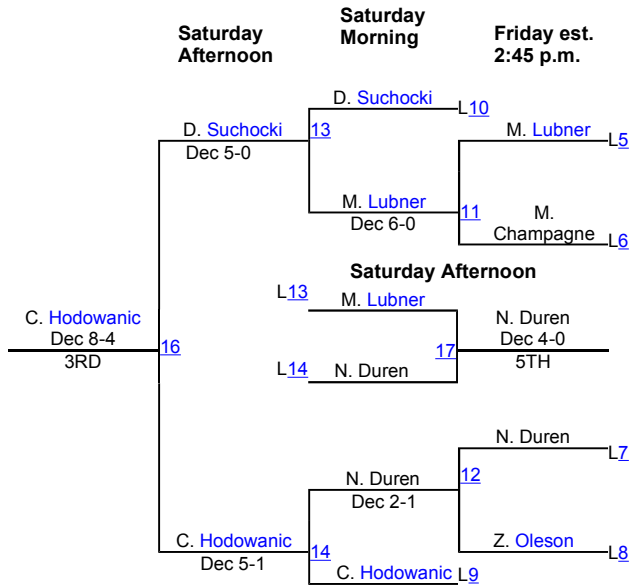 Saturday
Afternoon
Saturday
Morning
Friday est.
2:45 p.m.
D. Suchocki
L10
D. Suchocki
13
Dec 5-0
M. Lubner
L5
M. Lubner
11
Dec 6-0
M.
Champagne
L6
Saturday Afternoon
L13
M. Lubner
C. Hodowanic
Dec 8-4
3RD
16
17
N. Duren
Dec 4-0
5TH
L14
N. Duren
N. Duren
L7
N. Duren
12
Dec 2-1
C. Hodowanic
14
Dec 5-1
Z. Oleson
L8
C. Hodowanic
L9